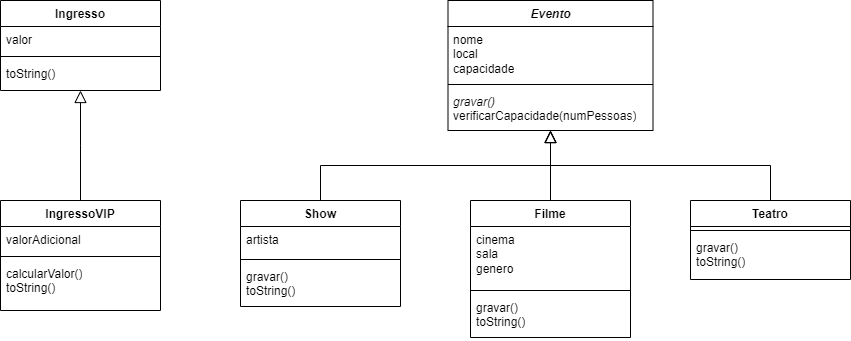 Ingresso
valor
toString()
Evento
nome
local
capacidade
gravar()
verificarCapacidade(numPessoas)
IngressoVIP
valorAdicional
calcularValor()
toString()
Show
artista
gravar()
toString()
Filme
cinema
sala
genero
gravar()
toString()
Teatro
gravar()
toString()